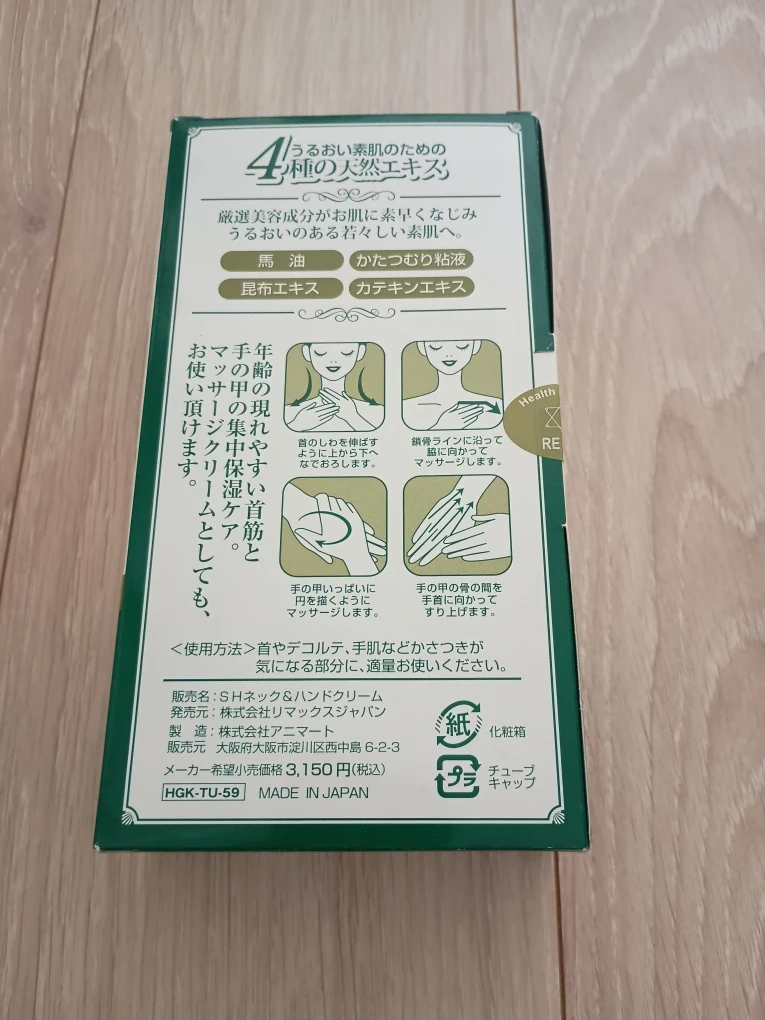 うるおい素肌のための
4種の天然エキス
厳選美容成分がお肌に素早くなじみ
うるおいのある若々しい素肌へ。
馬 油
かたつむり粘液
昆布エキス
カテキンエキス
年齢の現れやすい首筋と
手の甲の集中保湿ケア。
マッサージクリームとしても、
お使い頂けます。
首のしわを伸ばす
ように上から下へ
なでおろします。
鎖骨ラインに沿って
脇に向かって
マッサージします。
手の甲いっぱいに
円を描くように
マッサージします。
手の甲の骨の間を
手首に向かって
すり上げます。
Health
RE
<使用方法>首やデコルテ、手肌などかさつきが
気になる部分に、適量お使いください。
販売名:SHネック&ハンドクリーム
発売元:株式会社リマックスジャパン
製 造:株式会社アニマート
販売元 大阪府大阪市淀川区西中島 6-2-3
メーカー希望小売価格 3,150円(税込)
HGK-TU-59 MADE IN JAPAN
紙 化粧箱
プラ チューブ
キャップ